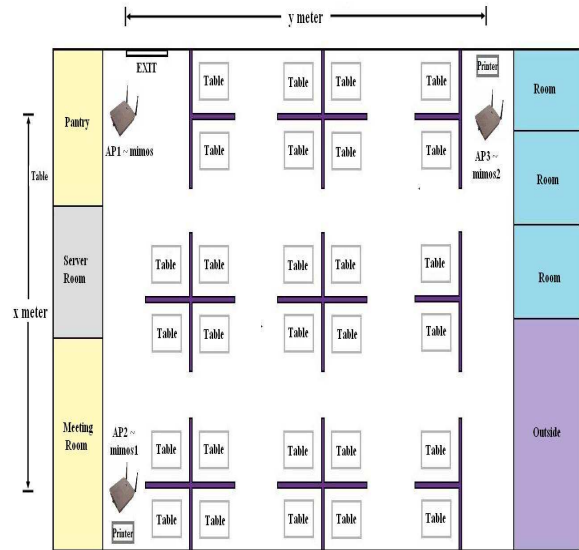 y meter
EXIT
Printer
Table Table Table Table
Room
Pantry
AP1 ~ mimos
AP3 ~
mimos2
Table
Table Table Table Table
Room
Server
Room
Table Table Table Table Table
Room
x meter
Table Table Table Table Table
Meeting
Room
AP2 ~
mimos1
Outside
Table Table Table Table Table
Printer
Table Table Table Table Table